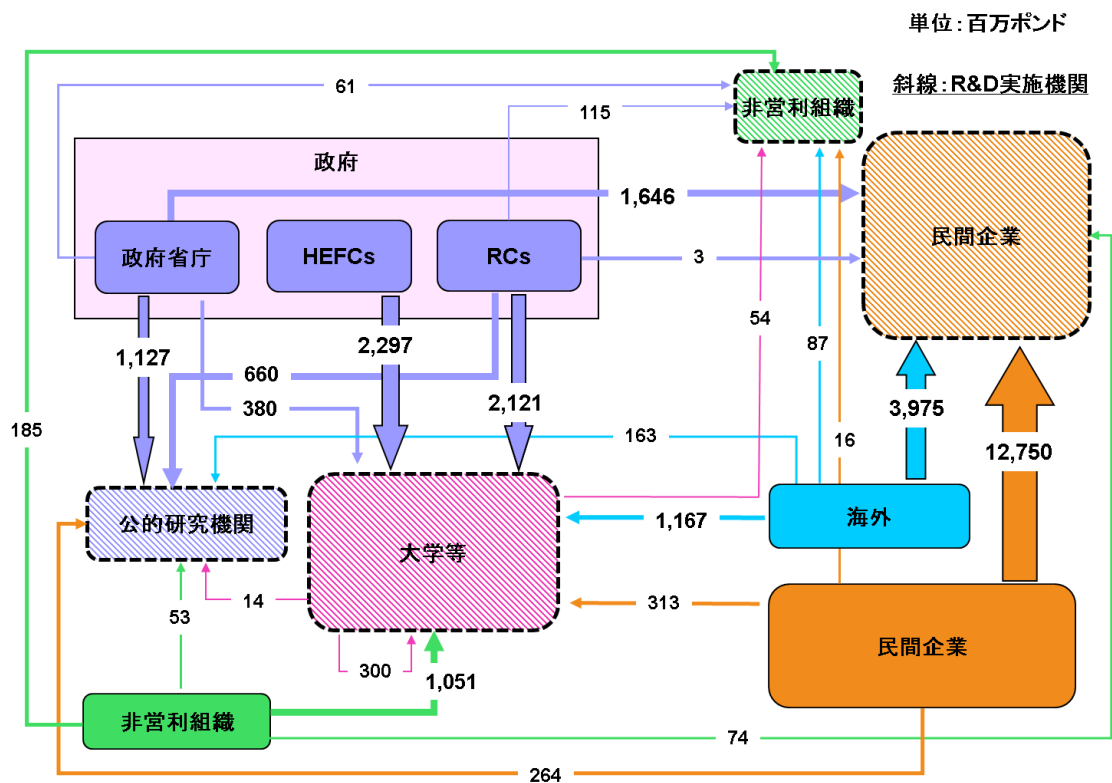 単位：百万ポンド
斜線：R&D実施機関
61
115
非営利組織
政府
1,646
民間企業
政府省庁
HEFCs
RCs
3
54
87
1,127
2,297
660
2,121
380
185
163
16
3,975
12,750
公的研究機関
大学等
1,167
海外
14
53
313
300
1,051
民間企業
非営利組織
74
264